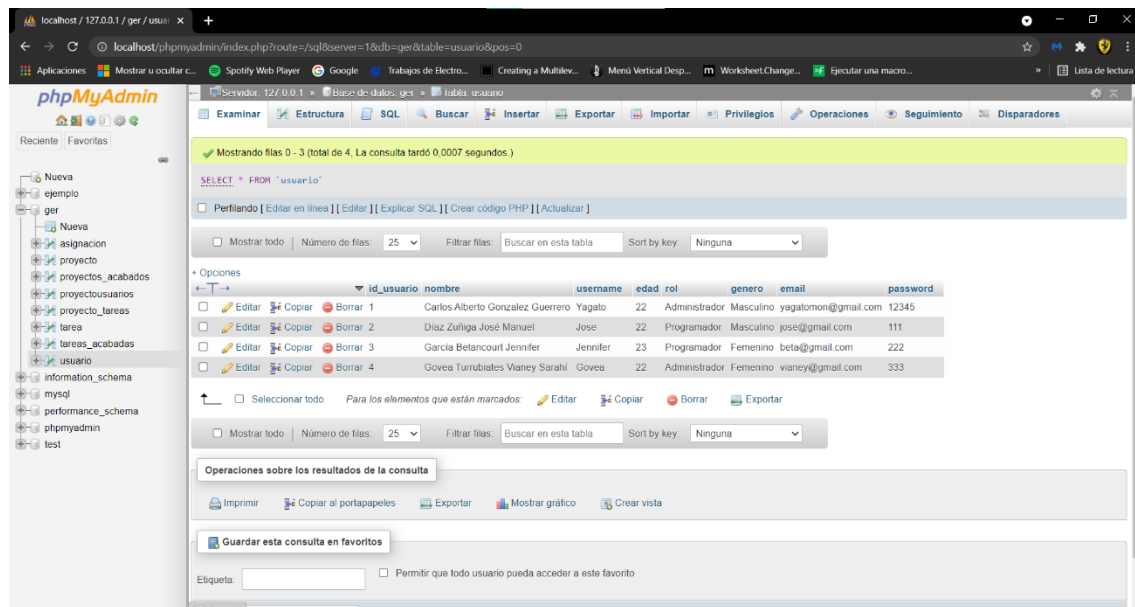 localhost / 127.0.0.1 / ger / usuar
localhost/phpmyadmin/index.php?route=/sql&server=1&db=ger&table=usuario&pos=0
Aplicaciones Mostrar u ocultar c... Spotify Web Player Google Trabajos de Electro... Creating a Multilev... Menú Vertical Desp... Worksheet.Change... Ejecutar una macro... » Lista de lectura
phpMyAdmin
Servidor: 127.0.0.1 » Base de datos: ger » Tabla: usuario
Examinar Estructura SQL Buscar Insertar Exportar Importar Privilegios Operaciones Seguimiento Disparadores
Reciente Favoritas
Nueva
ejemplo
ger
Nueva
asignacion
proyecto
proyectos_acabados
proyectousuarios
proyecto_tareas
tarea
tareas_acabadas
usuario
information_schema
mysql
performance_schema
phpmyadmin
test
Mostrando filas 0 - 3 (total de 4, La consulta tardó 0,0007 segundos.)
SELECT * FROM `usuario`
Perfilando [ Editar en línea ] [ Editar ] [ Explicar SQL ] [ Crear código PHP ] [ Actualizar ]
Mostrar todo | Número de filas: 25 Filtrar filas: Buscar en esta tabla Sort by key: Ninguna
+ Opciones
←T→ id_usuario nombre username edad rol genero email password
Editar Copiar Borrar 1 Carlos Alberto Gonzalez Guerrero Yagato 22 Administrador Masculino yagatomon@gmail.com 12345
Editar Copiar Borrar 2 Díaz Zuñiga José Manuel Jose 22 Programador Masculino jose@gmail.com 111
Editar Copiar Borrar 3 García Betancourt Jennifer Jennifer 23 Programador Femenino beta@gmail.com 222
Editar Copiar Borrar 4 Govea Turrubiates Vianey Sarahí Govea 22 Administrador Femenino vianey@gmail.com 333
Seleccionar todo Para los elementos que están marcados: Editar Copiar Borrar Exportar
Mostrar todo | Número de filas: 25 Filtrar filas: Buscar en esta tabla Sort by key: Ninguna
Operaciones sobre los resultados de la consulta
Imprimir Copiar al portapapeles Exportar Mostrar gráfico Crear vista
Guardar esta consulta en favoritos
Etiqueta: Permitir que todo usuario pueda acceder a este favorito